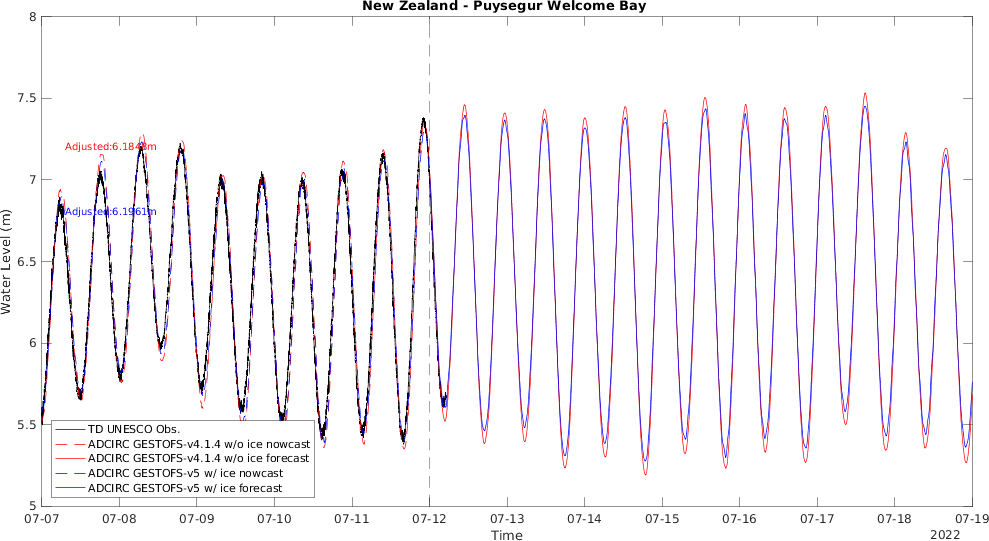 New Zealand - Puysegur Welcome Bay
8
7.5
7
6.5
6
5.5
5
Water Level (m)
Adjusted:6.1848m
Adjusted:6.1961m
TD UNESCO Obs.
ADCIRC GESTOFS-v4.1.4 w/o ice nowcast
ADCIRC GESTOFS-v4.1.4 w/o ice forecast
ADCIRC GESTOFS-v5 w/ ice nowcast
ADCIRC GESTOFS-v5 w/ ice forecast
07-07 07-08 07-09 07-10 07-11 07-12 07-13 07-14 07-15 07-16 07-17 07-18 07-19
Time
2022